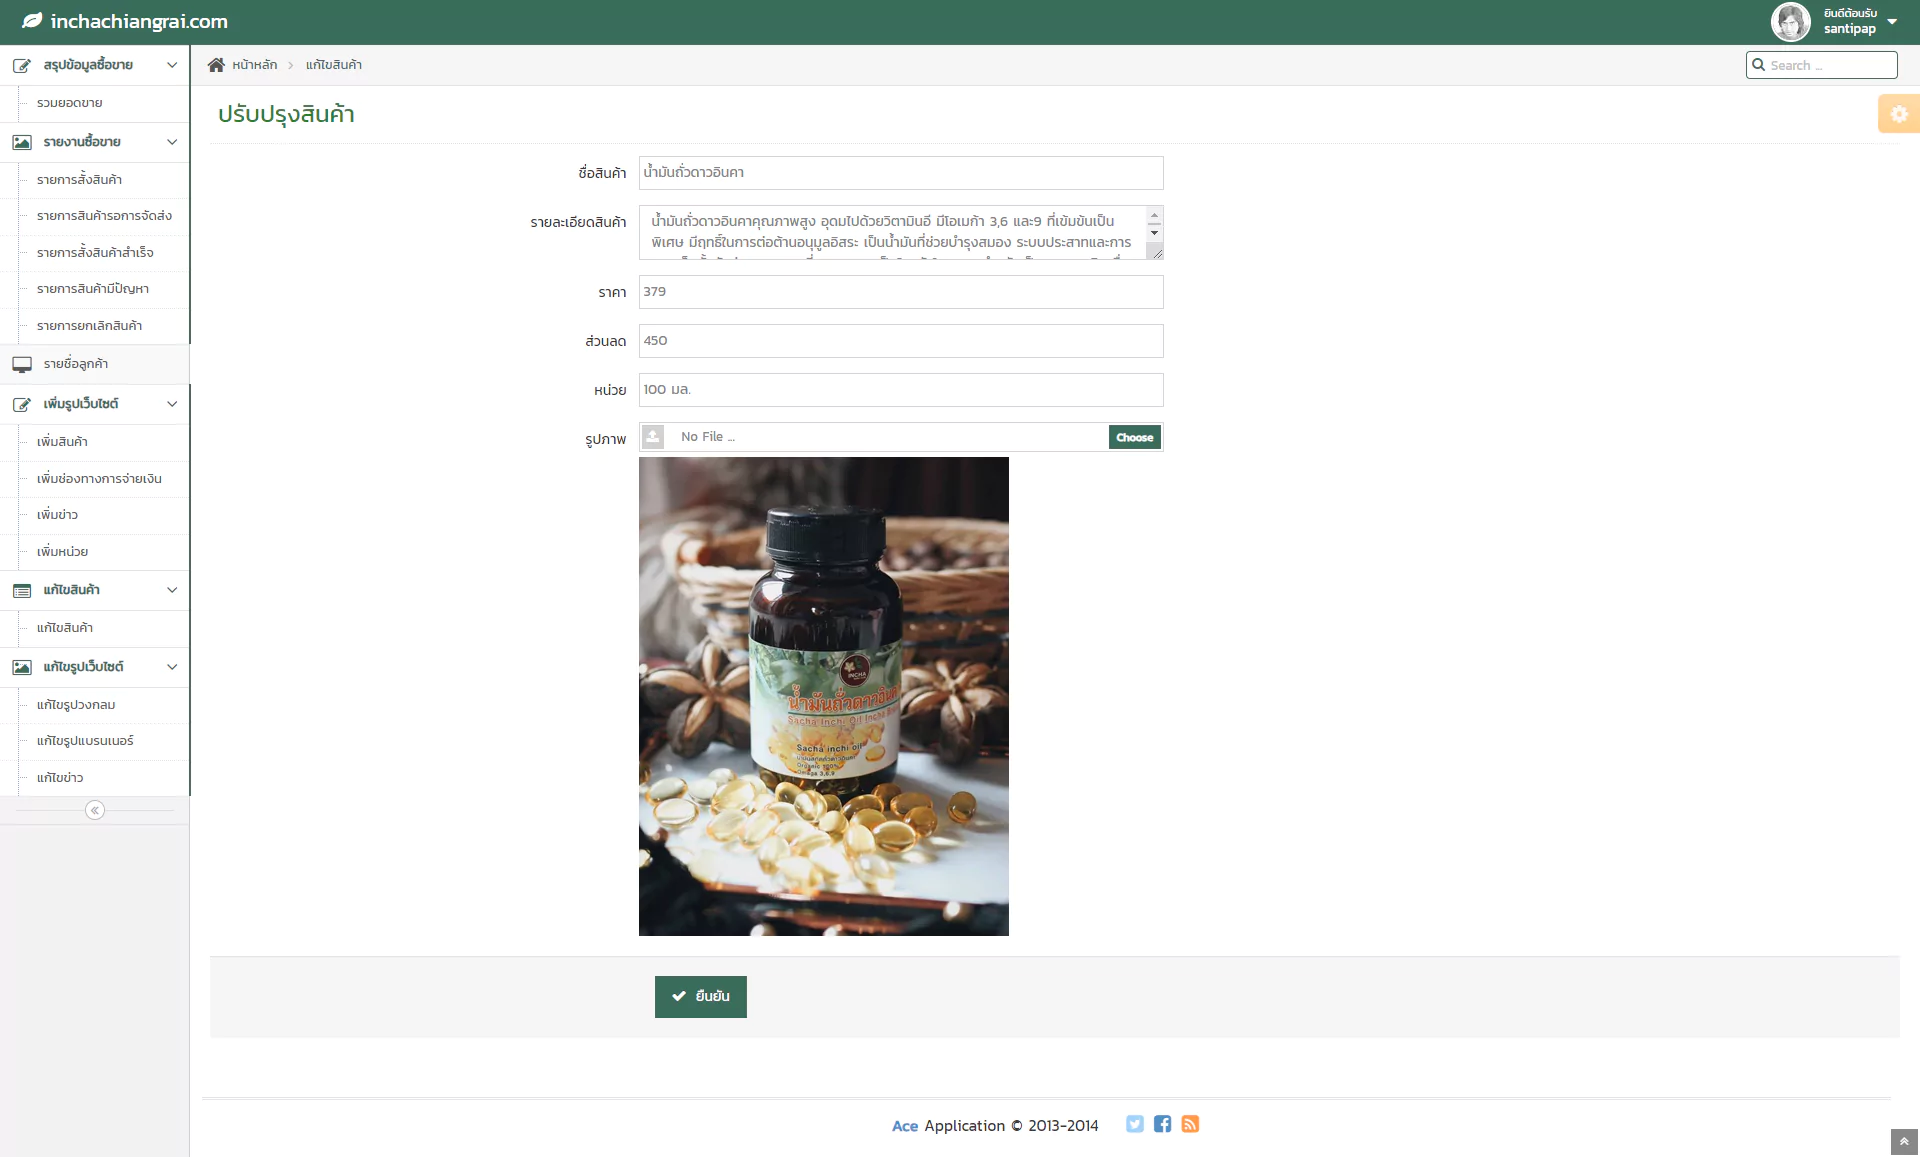 inchachiangrai.com
ยินดีต้อนรับ
santipap
สรุปข้อมูลซื้อขาย
รวมยอดขาย
รายงานซื้อขาย
รายการสั่งสินค้า
รายการสินค้ารอการจัดส่ง
รายการสั่งสินค้าสำเร็จ
รายการสินค้ามีปัญหา
รายการยกเลิกสินค้า
รายชื่อลูกค้า
เพิ่มรูปเว็บไซต์
เพิ่มสินค้า
เพิ่มช่องทางการจ่ายเงิน
เพิ่มข่าว
เพิ่มหน่วย
แก้ไขสินค้า
แก้ไขสินค้า
แก้ไขรูปเว็บไซต์
แก้ไขรูปวงกลม
แก้ไขรูปแบรนเนอร์
แก้ไขข่าว
หน้าหลัก
แก้ไขสินค้า
Search ...
ปรับปรุงสินค้า
ชื่อสินค้า
น้ำมันถั่วดาวอินคา
รายละเอียดสินค้า
น้ำมันถั่วดาวอินคาคุณภาพสูง อุดมไปด้วยวิตามินอี มีโอเมก้า 3,6 และ9 ที่เข้มข้นเป็น
พิเศษ มีฤทธิ์ในการต่อต้านอนุมูลอิสระ เป็นน้ำมันที่ช่วยบำรุงสมอง ระบบประสาทและการ
ราคา
379
ส่วนลด
450
หน่วย
100 มล.
รูปภาพ
No File ...
Choose
INCHA
น้ำมันถั่วดาวอินคา
Sacha Inchi Oil Incha
Sacha inchi oil
Organic 100%
Omega 3,6,9
ยืนยัน
Ace Application © 2013-2014